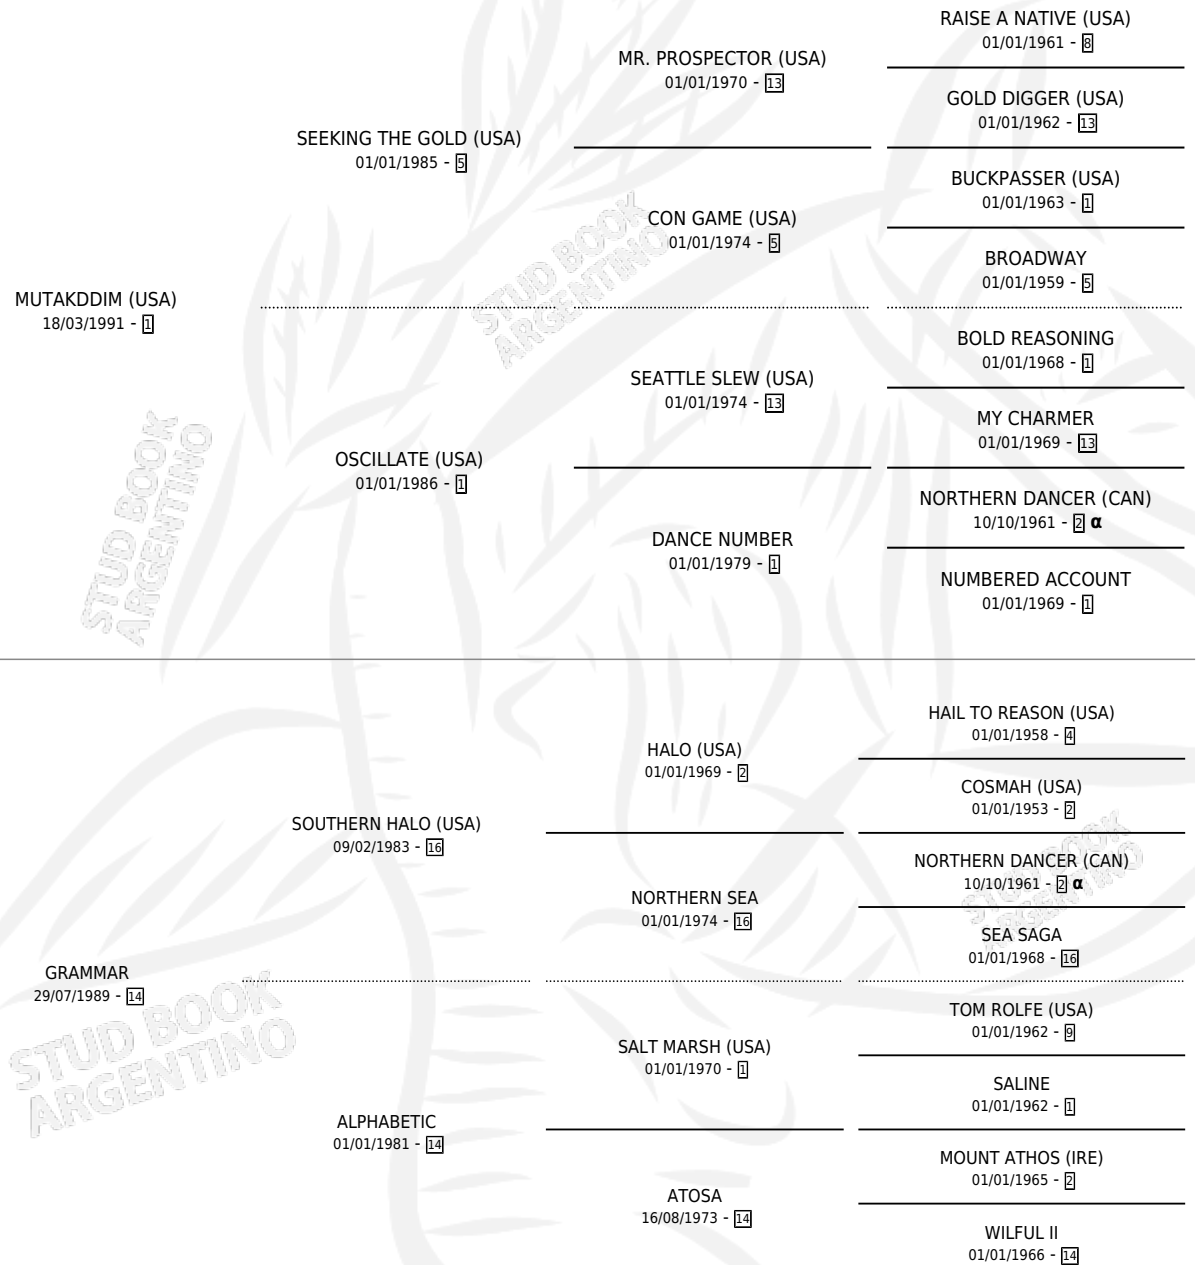 RAISE A NATIVE (USA)
01/01/1961 - 8
MR. PROSPECTOR (USA)
01/01/1970 - 13
GOLD DIGGER (USA)
01/01/1962 - 13
SEEKING THE GOLD (USA)
01/01/1985 - 5
BUCKPASSER (USA)
01/01/1963 - 1
CON GAME (USA)
01/01/1974 - 5
BROADWAY
01/01/1959 - 5
MUTAKDDIM (USA)
18/03/1991 - 1
BOLD REASONING
01/01/1968 - 1
SEATTLE SLEW (USA)
01/01/1974 - 13
MY CHARMER
01/01/1969 - 13
OSCILLATE (USA)
01/01/1986 - 1
NORTHERN DANCER (CAN)
10/10/1961 - 2 α
DANCE NUMBER
01/01/1979 - 1
NUMBERED ACCOUNT
01/01/1969 - 1
HAIL TO REASON (USA)
01/01/1958 - 4
HALO (USA)
01/01/1969 - 2
COSMAH (USA)
01/01/1953 - 2
SOUTHERN HALO (USA)
09/02/1983 - 16
NORTHERN DANCER (CAN)
10/10/1961 - 2 α
NORTHERN SEA
01/01/1974 - 16
SEA SAGA
01/01/1968 - 16
GRAMMAR
29/07/1989 - 14
TOM ROLFE (USA)
01/01/1962 - 9
SALT MARSH (USA)
01/01/1970 - 1
SALINE
01/01/1962 - 1
ALPHABETIC
01/01/1981 - 14
MOUNT ATHOS (IRE)
01/01/1965 - 2
ATOSA
16/08/1973 - 14
WILFUL II
01/01/1966 - 14
STUD BOOK
ARGENTINO
STUD BOOK
ARGENTINO
STUD BOOK
ARGENTINO
STUD BOOK
ARGENTINO